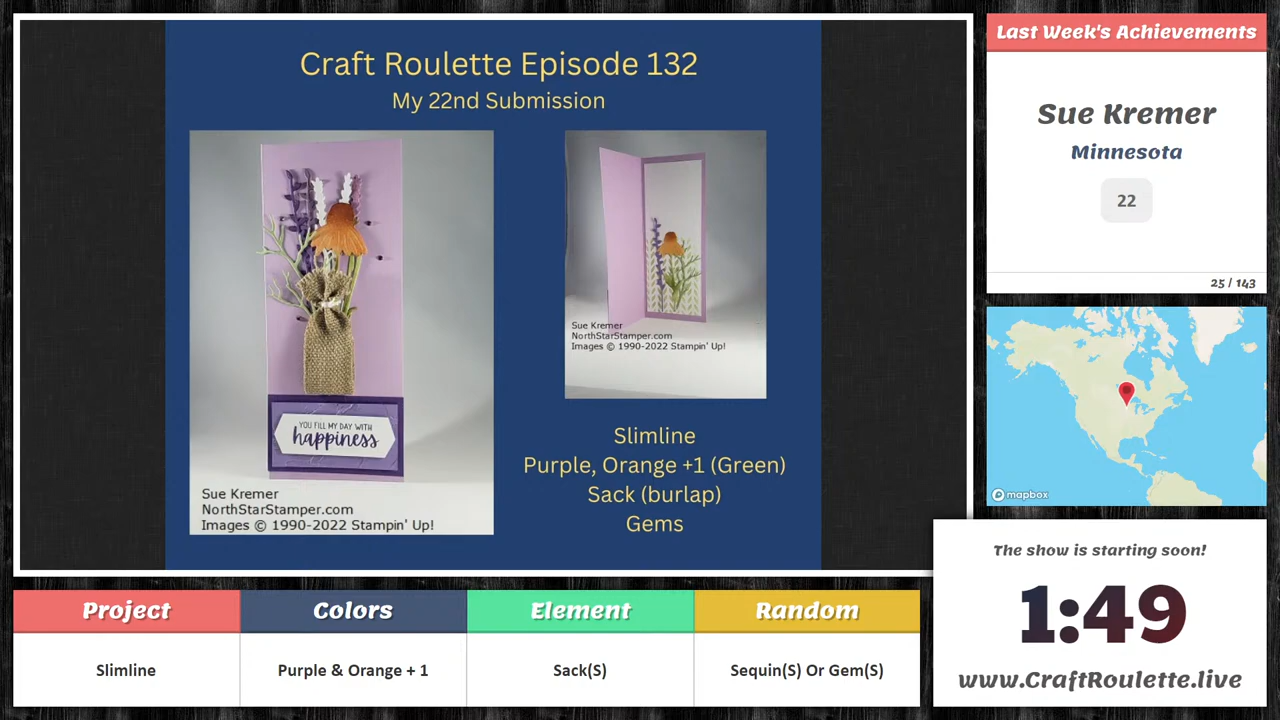 Craft Roulette Episode 132
My 22nd Submission
YOU FILL MY DAY WITH
happiness
Sue Kremer
NorthStarStamper.com
Images © 1990-2022 Stampin' Up!
Sue Kremer
NorthStarStamper.com
Images © 1990-2022 Stampin' Up!
Slimline
Purple, Orange +1 (Green)
Sack (burlap)
Gems
Last Week's Achievements
Sue Kremer
Minnesota
22
25 / 143
mapbox
Project
Colors
Element
Random
Slimline
Purple & Orange + 1
Sack(S)
Sequin(S) Or Gem(S)
The show is starting soon!
1:49
www.CraftRoulette.live